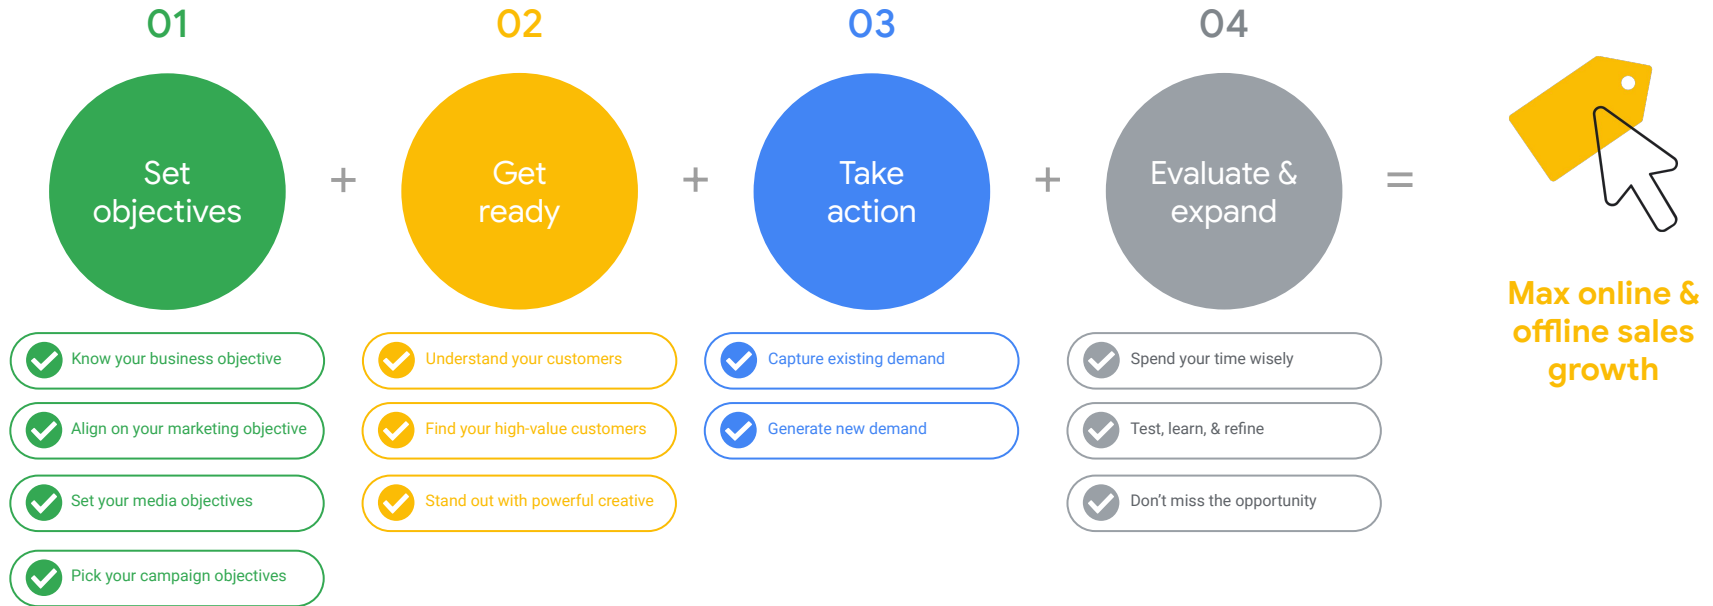 01
Set
objectives
Know your business objective
Align on your marketing objective
Set your media objectives
Pick your campaign objectives
+
02
Get
ready
Understand your customers
Find your high-value customers
Stand out with powerful creative
+
03
Take
action
Capture existing demand
Generate new demand
+
04
Evaluate &
expand
Spend your time wisely
Test, learn, & refine
Don’t miss the opportunity
=
Max online &
offline sales
growth